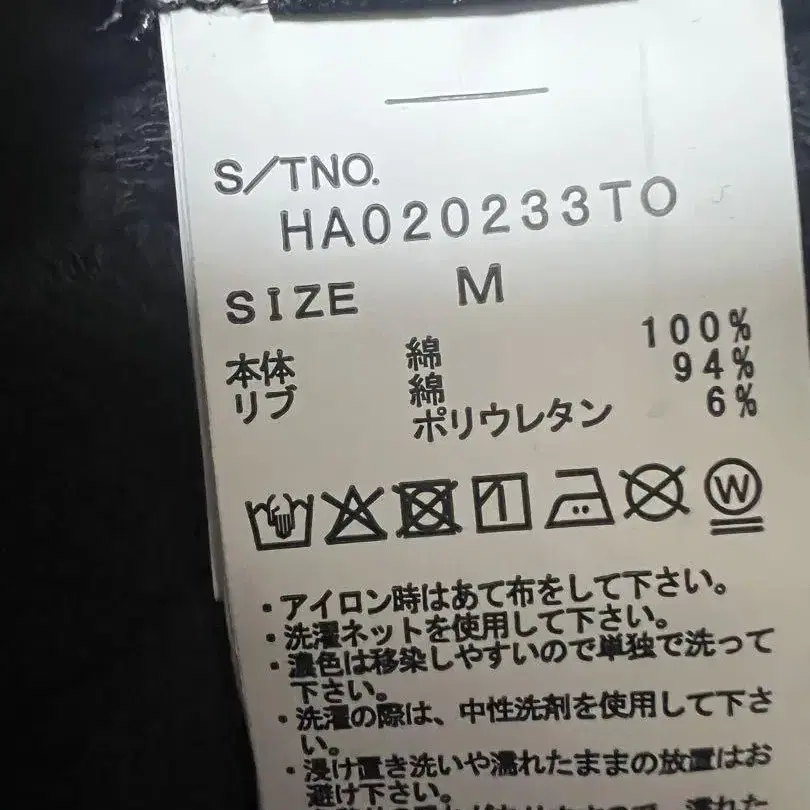 S/TNO.
HA020233TO
SIZE M
本体 綿 100%
リブ 綿 94%
ポリウレタン 6%
W
・アイロン時はあて布をして下さい。
・洗濯ネットを使用して下さい。
・濃色は移染しやすいので単独で洗って
下さい。
・洗濯の際は、中性洗剤を使用して下さ
い。
・浸け置き洗いや濡れたままの放置はお
避け下さい。